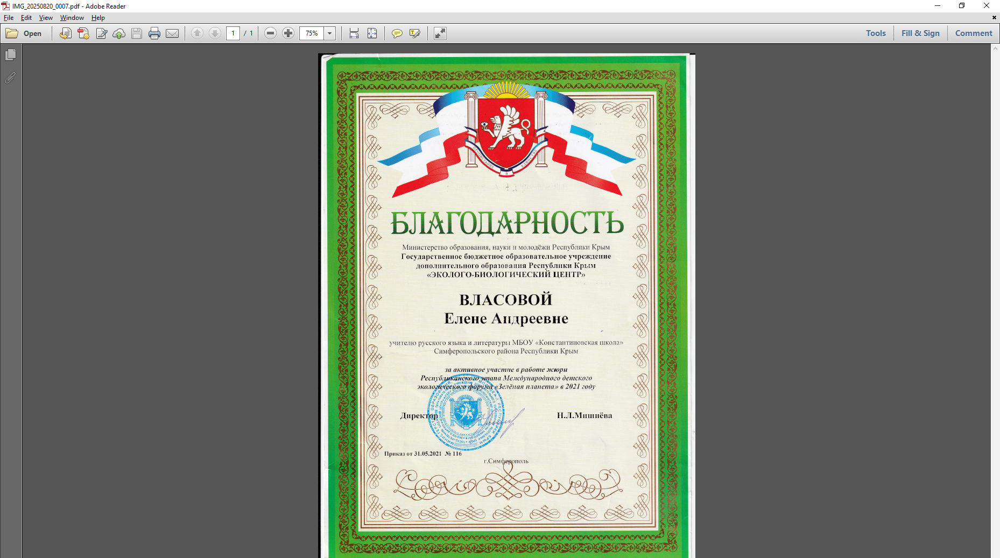 IMG_20250820_0007.pdf - Adobe Reader
File Edit View Window Help
Open 1 / 1 75% Tools Fill & Sign Comment
ПРОЦВЕТАНИЕ В ЕДИНСТВЕ
БЛАГОДАРНОСТЬ
Министерство образования, науки и молодёжи Республики Крым
Государственное бюджетное образовательное учреждение
дополнительного образования Республики Крым
«ЭКОЛОГО-БИОЛОГИЧЕСКИЙ ЦЕНТР»
ВЛАСОВОЙ
Елене Андреевне
учителю русского языка и литературы МБОУ «Константиновская школа»
Симферопольского района Республики Крым
за активное участие в работе жюри
Республиканского этапа Международного детского
экологического форума «Зелёная планета» в 2021 году
Директор Н.Л.Мишнёва
Приказ от 31.05.2021 № 116
г.Симферополь